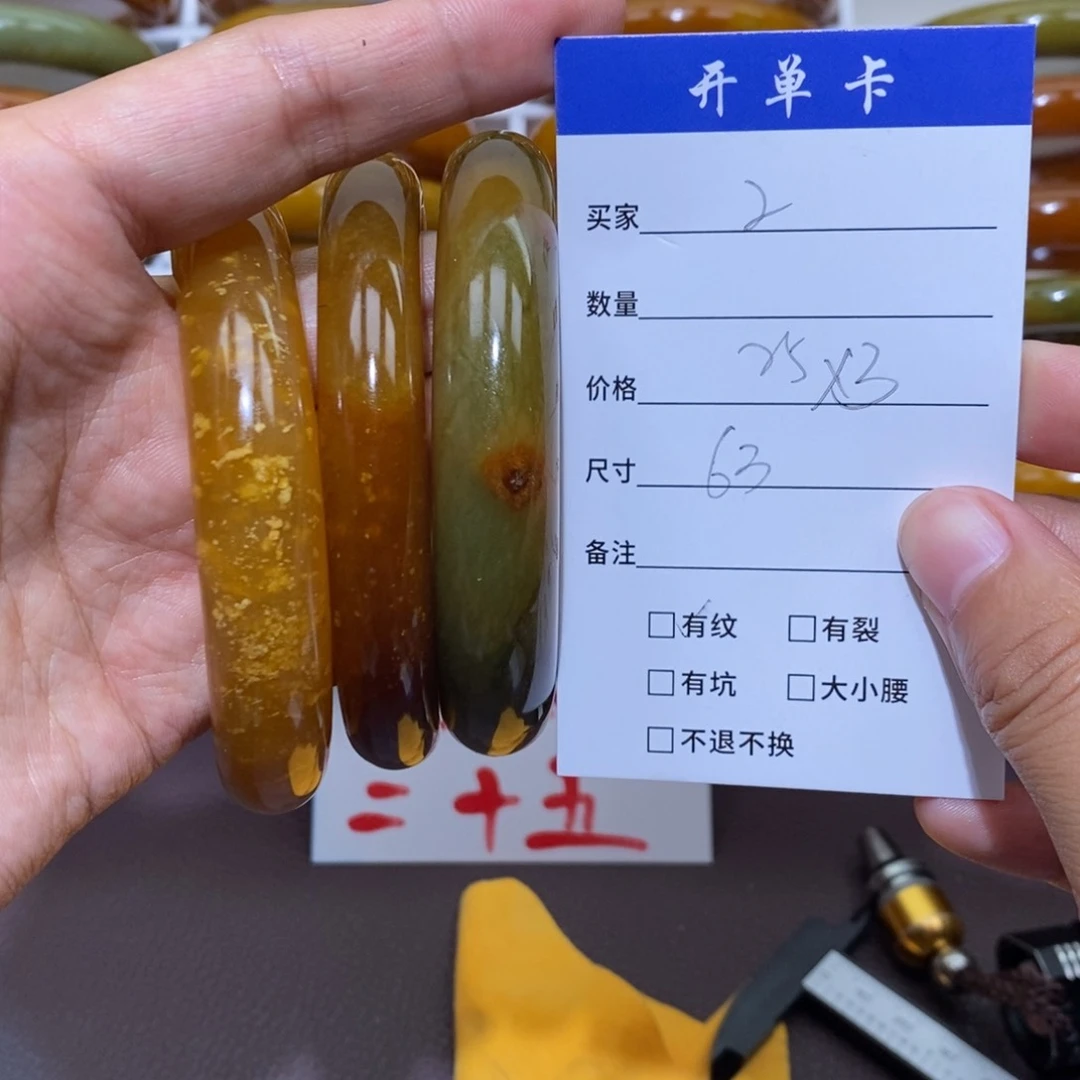 开单卡
买家 2
数量
价格 25X3
尺寸 63
备注
□有纹 □有裂
□有坑 □大小腰
□不退不换
二十五